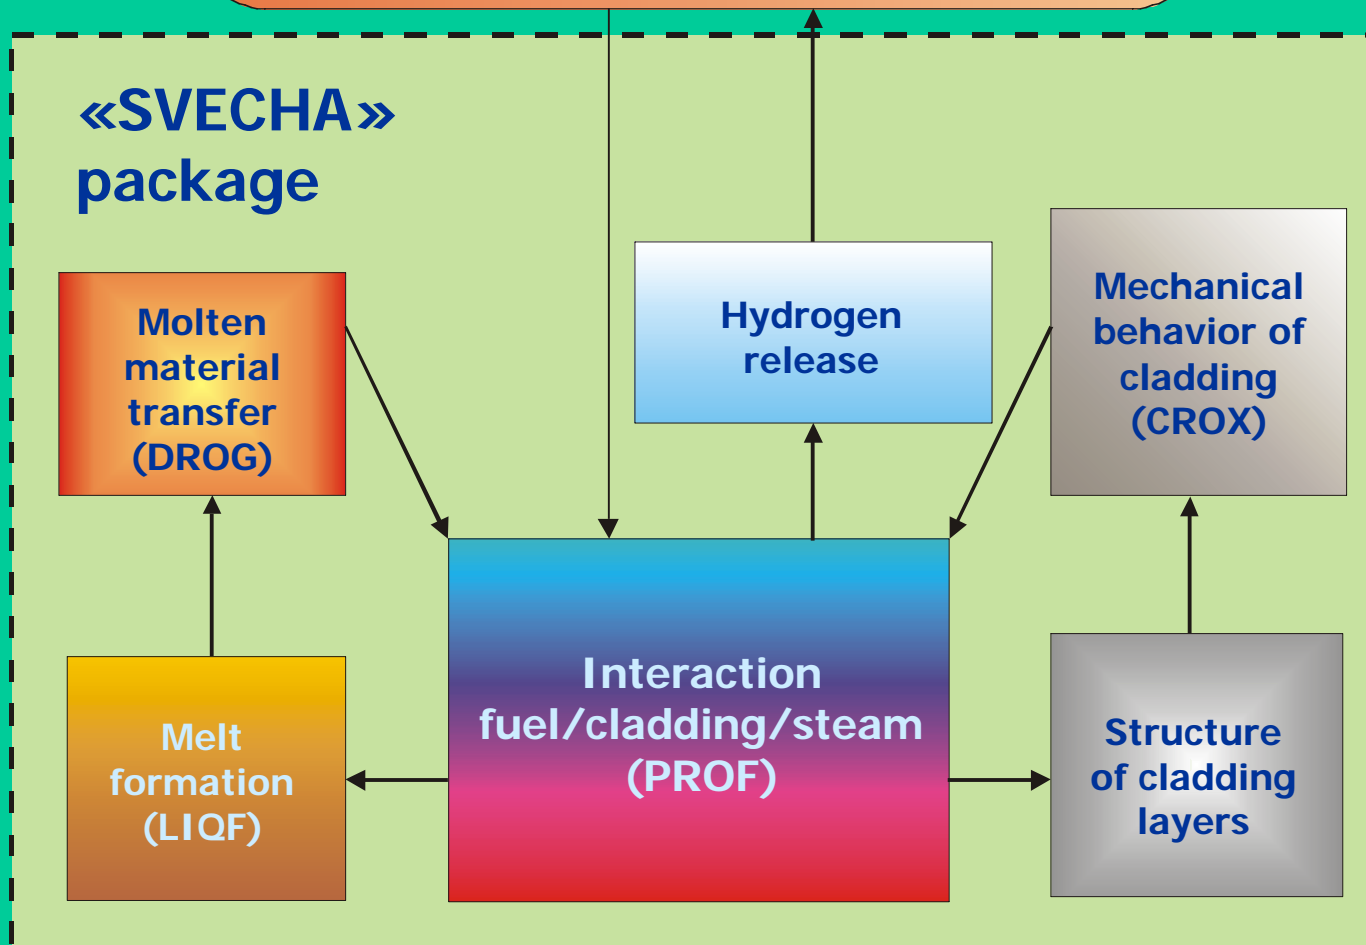 «SVECHA»
package
Molten
material
transfer
(DROG)
Hydrogen
release
Mechanical
behavior of
cladding
(CROX)
Melt
formation
(LIQF)
Interaction
fuel/cladding/steam
(PROF)
Structure
of cladding
layers